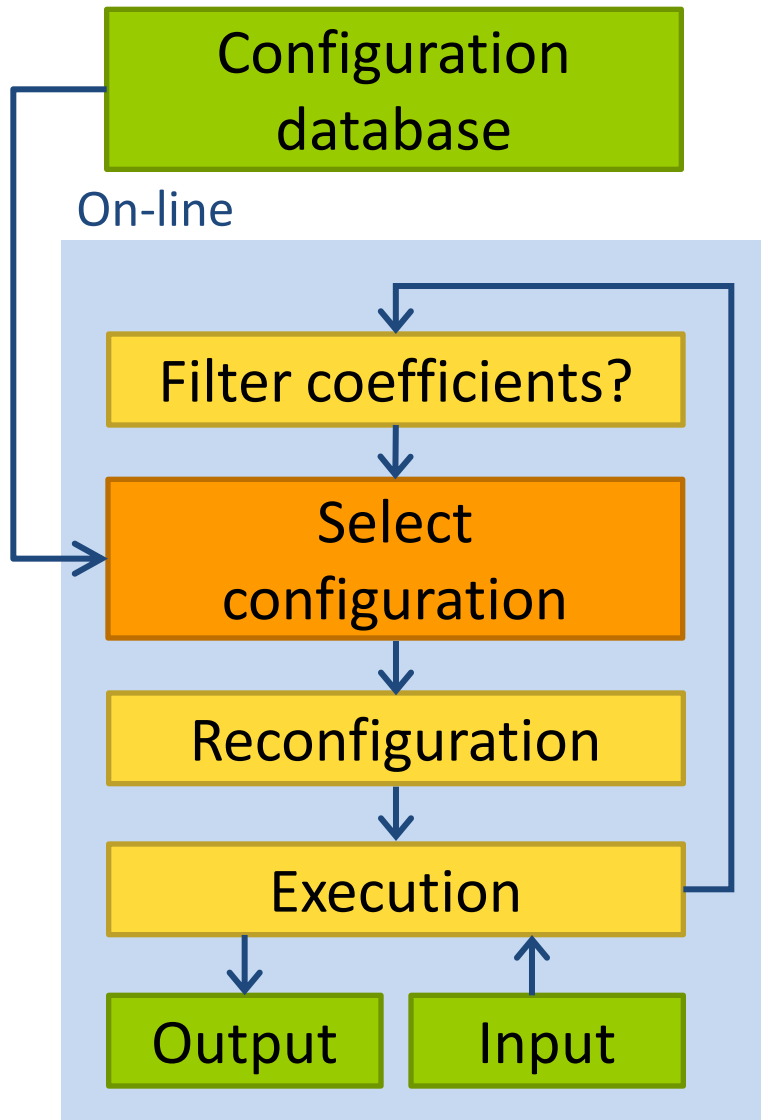 Configuration
database
On-line
Filter coefficients?
Select
configuration
Reconfiguration
Execution
Output
Input